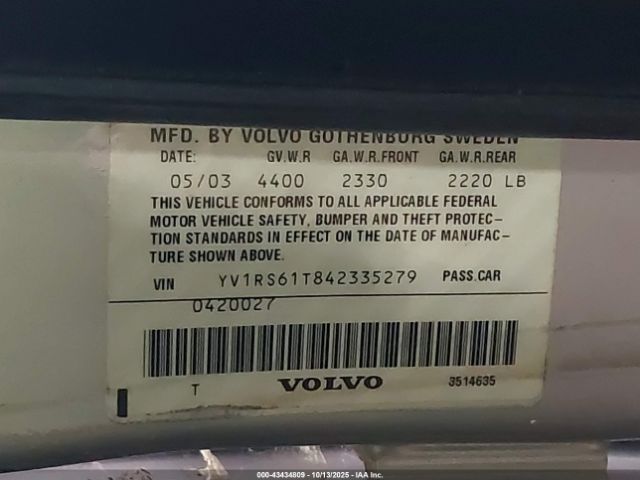 MFD. BY VOLVO GOTHENBURG SWEDEN
DATE: GV.W.R GA.W.R.FRONT GA.W.R.REAR
05/03 4400 2330 2220 LB
THIS VEHICLE CONFORMS TO ALL APPLICABLE FEDERAL
MOTOR VEHICLE SAFETY, BUMPER AND THEFT PROTEC-
TION STANDARDS IN EFFECT ON THE DATE OF MANUFAC-
TURE SHOWN ABOVE.
VIN YV1RS61T842335279 PASS.CAR
0420027
T VOLVO 3514635
000-43434809 | 10/13/2025 - IAAI.COM